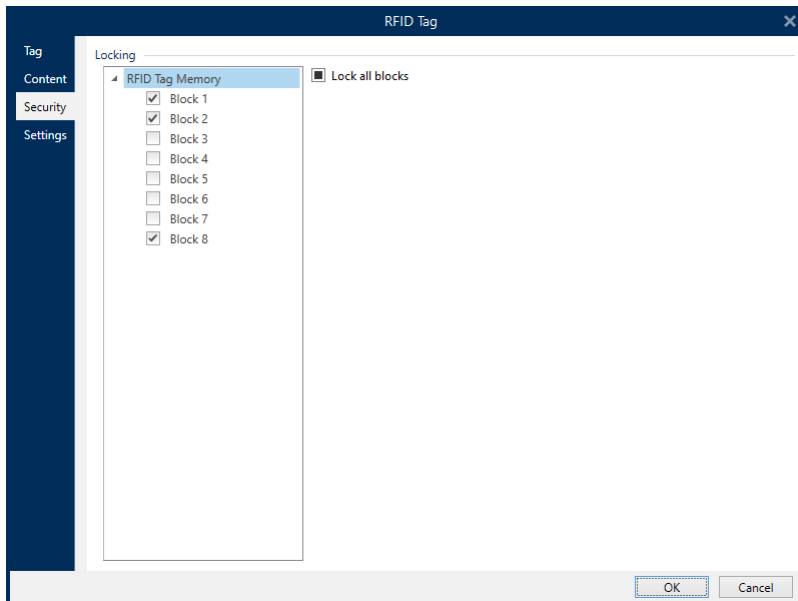 RFID Tag
Tag
Content
Security
Settings
Locking
RFID Tag Memory
Block 1
Block 2
Block 3
Block 4
Block 5
Block 6
Block 7
Block 8
Lock all blocks
OK
Cancel